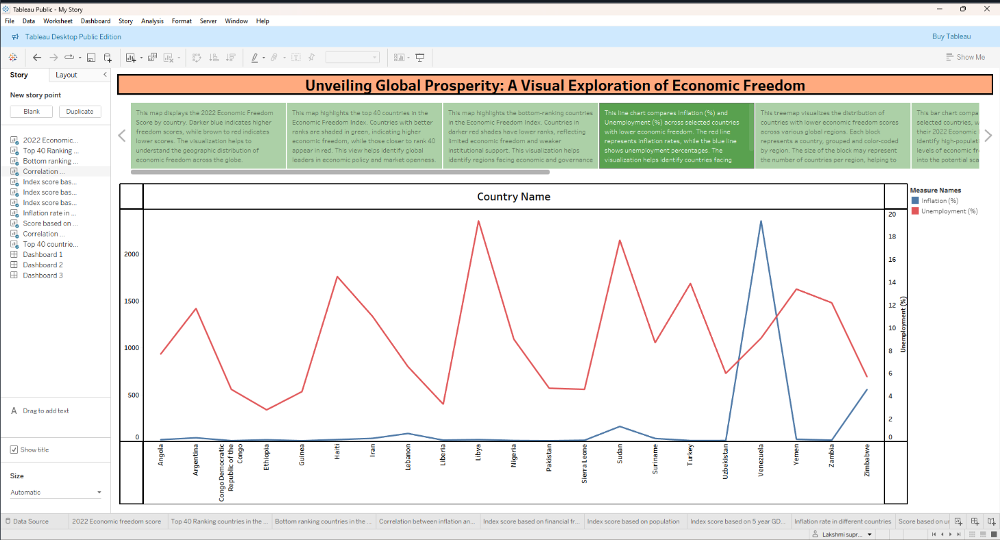 Tableau Public - My Story
File Data Worksheet Dashboard Story Analysis Format Server Window Help
Tableau Desktop Public Edition
Buy Tableau
Show Me
Story Layout
New story point
Blank Duplicate
2022 Economic...
Top 40 Ranking ...
Bottom ranking ...
Correlation ...
Index score bas...
Index score bas...
Index score bas...
Inflation rate in ...
Score based on ...
Correlation ...
Top 40 countrie...
Dashboard 1
Dashboard 2
Dashboard 3
A Drag to add text
Show title
Size
Automatic
Unveiling Global Prosperity: A Visual Exploration of Economic Freedom
This map displays the 2022 Economic Freedom
Score by country. Darker blue indicates higher
freedom scores, while brown to red indicates
lower scores. The visualization helps to
understand the geographic distribution of
economic freedom across the globe.
This map highlights the top 40 countries in the
Economic Freedom Index. Countries with better
ranks are shaded in green, indicating higher
economic freedom, while those closer to rank 40
appear in red. This view helps identify global
leaders in economic policy and market openness.
This map highlights the bottom-ranking countries
in the Economic Freedom Index. Countries in
darker red shades have lower ranks, reflecting
limited economic freedom and weaker
institutional support. This visualization helps
identify regions facing economic and governance
This line chart compares Inflation (%) and
Unemployment (%) across selected countries
with lower economic freedom. The red line
represents inflation rates, while the blue line
shows unemployment percentages. The
visualization helps identify countries facing
This treemap visualizes the distribution of
countries with lower economic freedom scores
across various global regions. Each block
represents a country, grouped and color-coded
by region. The size of the block may represent
the number of countries per region, helping to
This bar chart compa
selected countries, w
their 2022 Economic
identify high-populat
levels of economic fr
into the potential sca
Country Name
2000
1500
1000
500
0
20
18
16
14
12
10
8
6
4
2
0
Unemployment (%)
Angola
Argentina
Congo Democratic
Republic of the
Congo
Ethiopia
Guinea
Haiti
Iran
Lebanon
Liberia
Libya
Nigeria
Pakistan
Sierra Leone
Sudan
Suriname
Turkey
Uzbekistan
Venezuela
Yemen
Zambia
Zimbabwe
Measure Names
Inflation (%)
Unemployment (%)
Data Source 2022 Economic freedom score Top 40 Ranking countries in the ... Bottom ranking countries in the ... Correlation between inflation an... Index score based on financial fr... Index score based on population Index score based on 5 year GD... Inflation rate in different countries Score based on ur
Lakshmi supr...